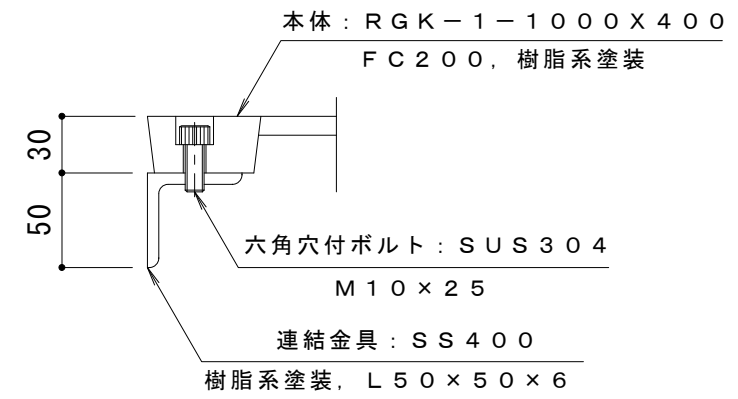 本体：ＲＧＫ－１－１０００Ｘ４００
ＦＣ２００，樹脂系塗装
30
50
六角穴付ボルト：ＳＵＳ３０４
Ｍ１０×２５
連結金具：ＳＳ４００
樹脂系塗装，Ｌ５０×５０×６